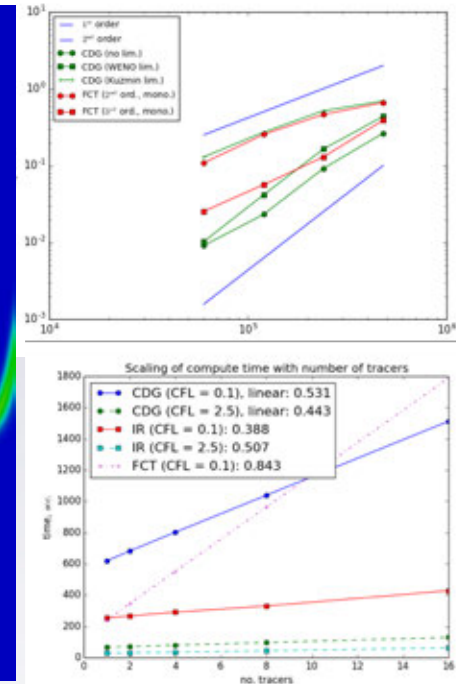 10¹
1ˢᵗ order
2ⁿᵈ order
CDG (no lim.)
CDG (WENO lim.)
CDG (Kuzmin lim.)
FCT (2ⁿᵈ ord., mono.)
FCT (3ʳᵈ ord., mono.)
10⁰
10⁻¹
10⁻²
10⁻³
10⁴ 10⁵ 10⁶
Scaling of compute time with number of tracers
1800
1600
1400
1200
1000
800
600
400
200
0
CDG (CFL = 0.1), linear: 0.531
CDG (CFL = 2.5), linear: 0.443
IR (CFL = 0.1): 0.388
IR (CFL = 2.5): 0.507
FCT (CFL = 0.1): 0.843
time,
0 2 4 6 8 10 12 14 16
no. tracers